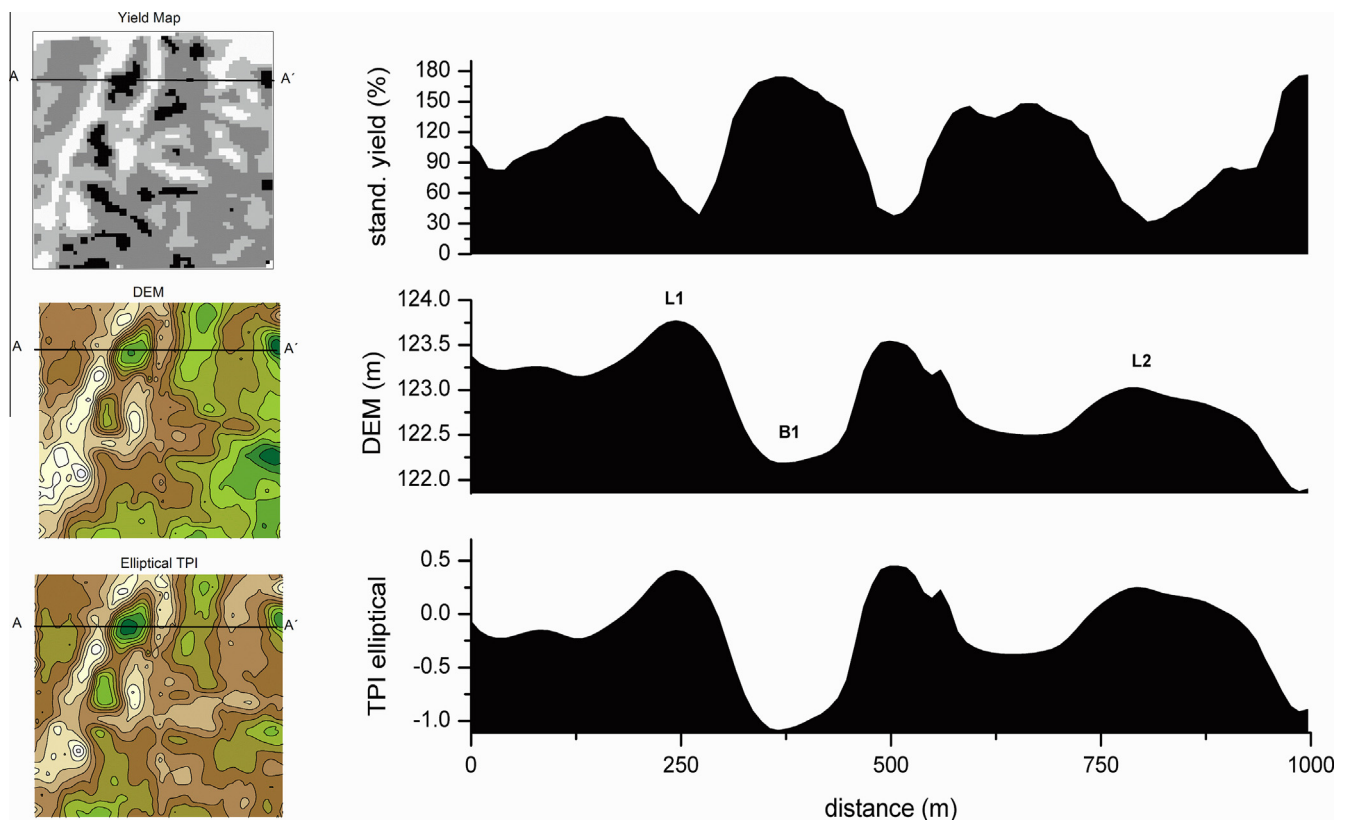 Yield Map
A A´
DEM
A A´
Elliptical TPI
A A´
stand. yield (%)
180
150
120
90
60
30
0
DEM (m)
124.0
123.5
123.0
122.5
122.0
L1
B1
L2
TPI elliptical
0.5
0.0
-0.5
-1.0
0 250 500 750 1000
distance (m)